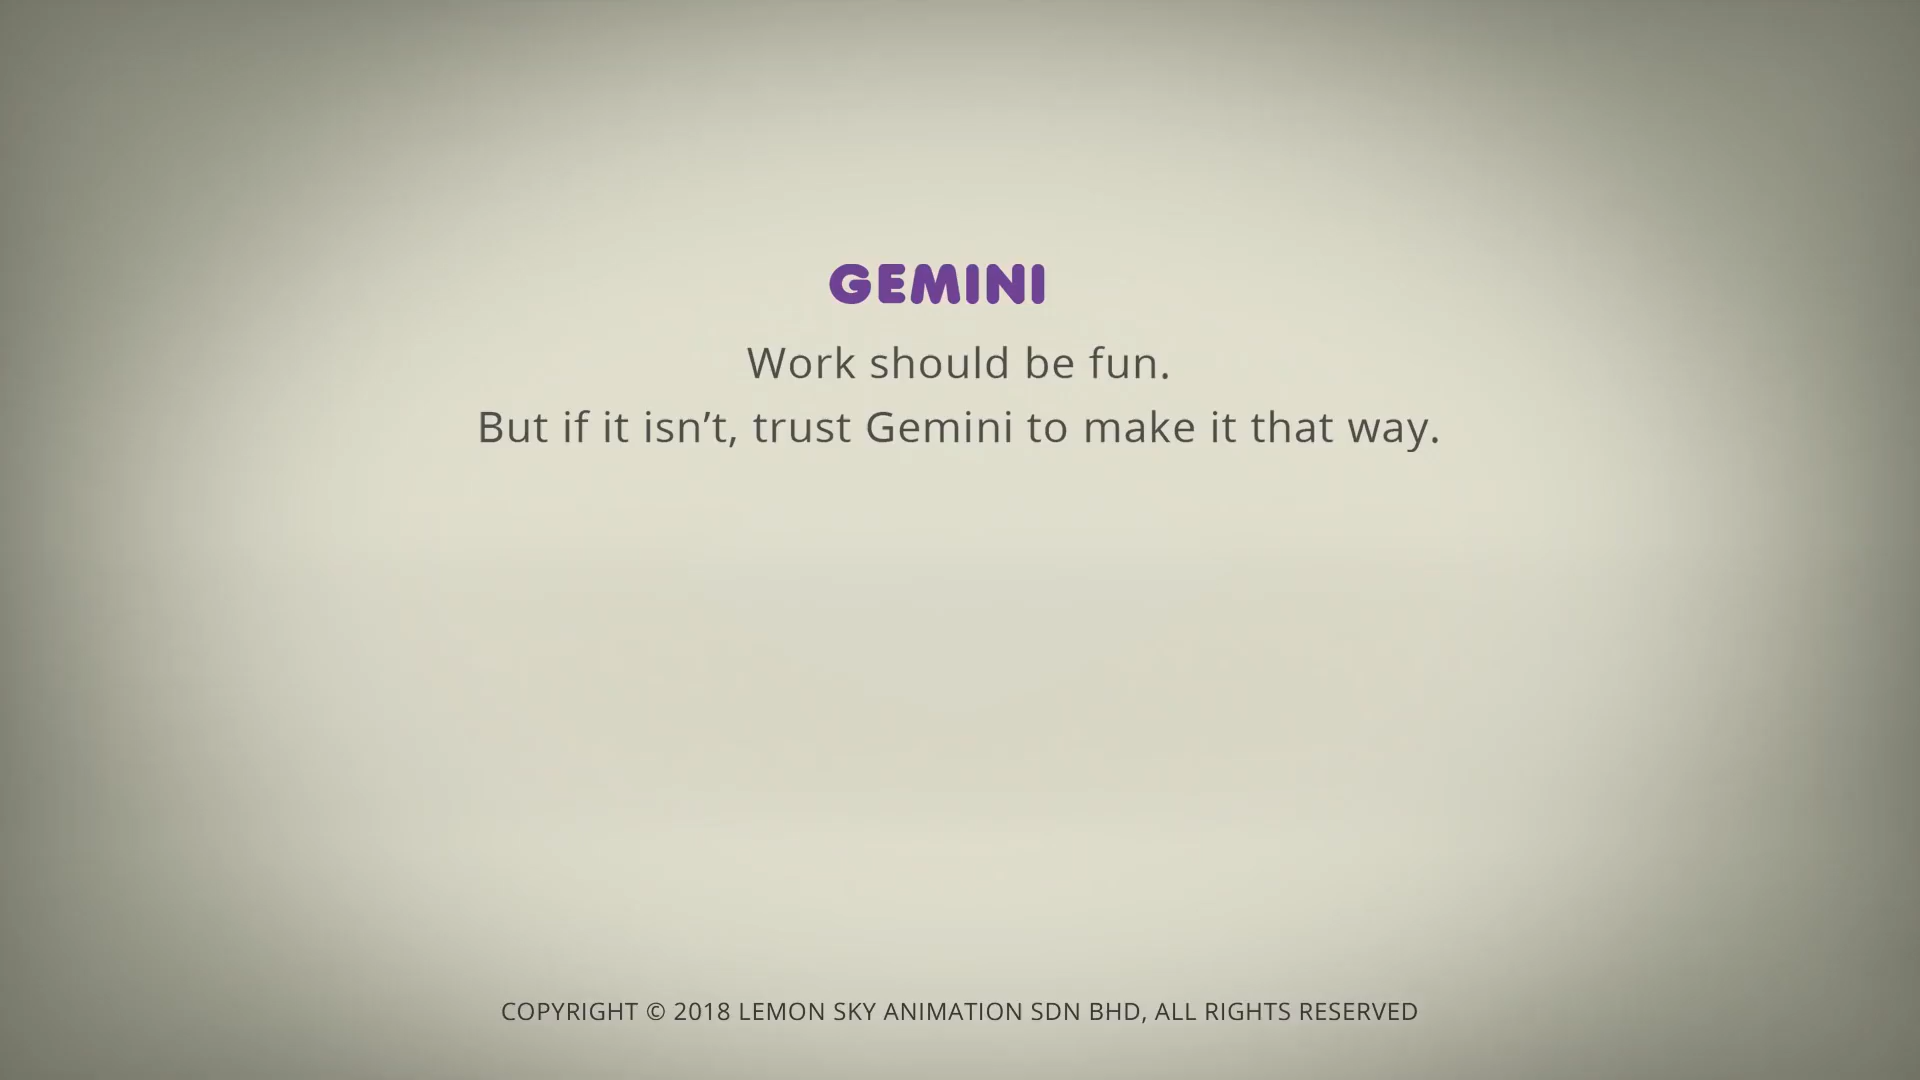 GEMINI
Work should be fun.
But if it isn’t, trust Gemini to make it that way.
COPYRIGHT © 2018 LEMON SKY ANIMATION SDN BHD, ALL RIGHTS RESERVED